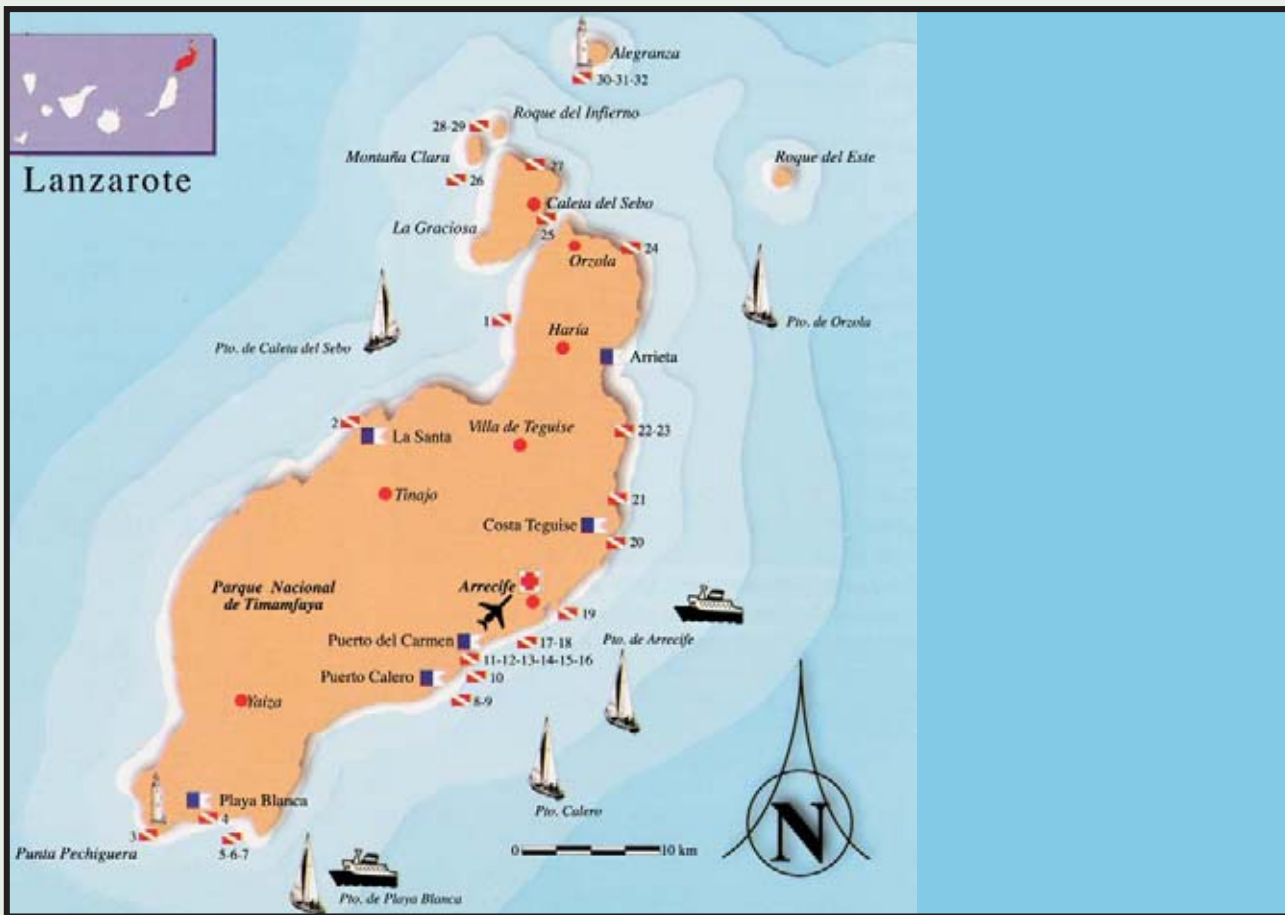 Alegranza
30-31-32
Roque del Infierno
28-29
Montaña Clara
27
Roque del Este
Lanzarote
26
Caleta del Sebo
La Graciosa
25
24
Orzola
1
Pto. de Orzola
Haría
Pto. de Caleta del Sebo
Arrieta
2
La Santa
Villa de Teguise
22-23
Tinajo
21
Costa Teguise
20
Parque Nacional
de Timamfaya
Arrecife
19
Puerto del Carmen
17-18
Pto. de Arrecife
11-12-13-14-15-16
Puerto Calero
10
Yaiza
8-9
Playa Blanca
Pto. Calero
4
3
N
Punta Pechiguera
5-6-7
0
10 km
Pto. de Playa Blanca